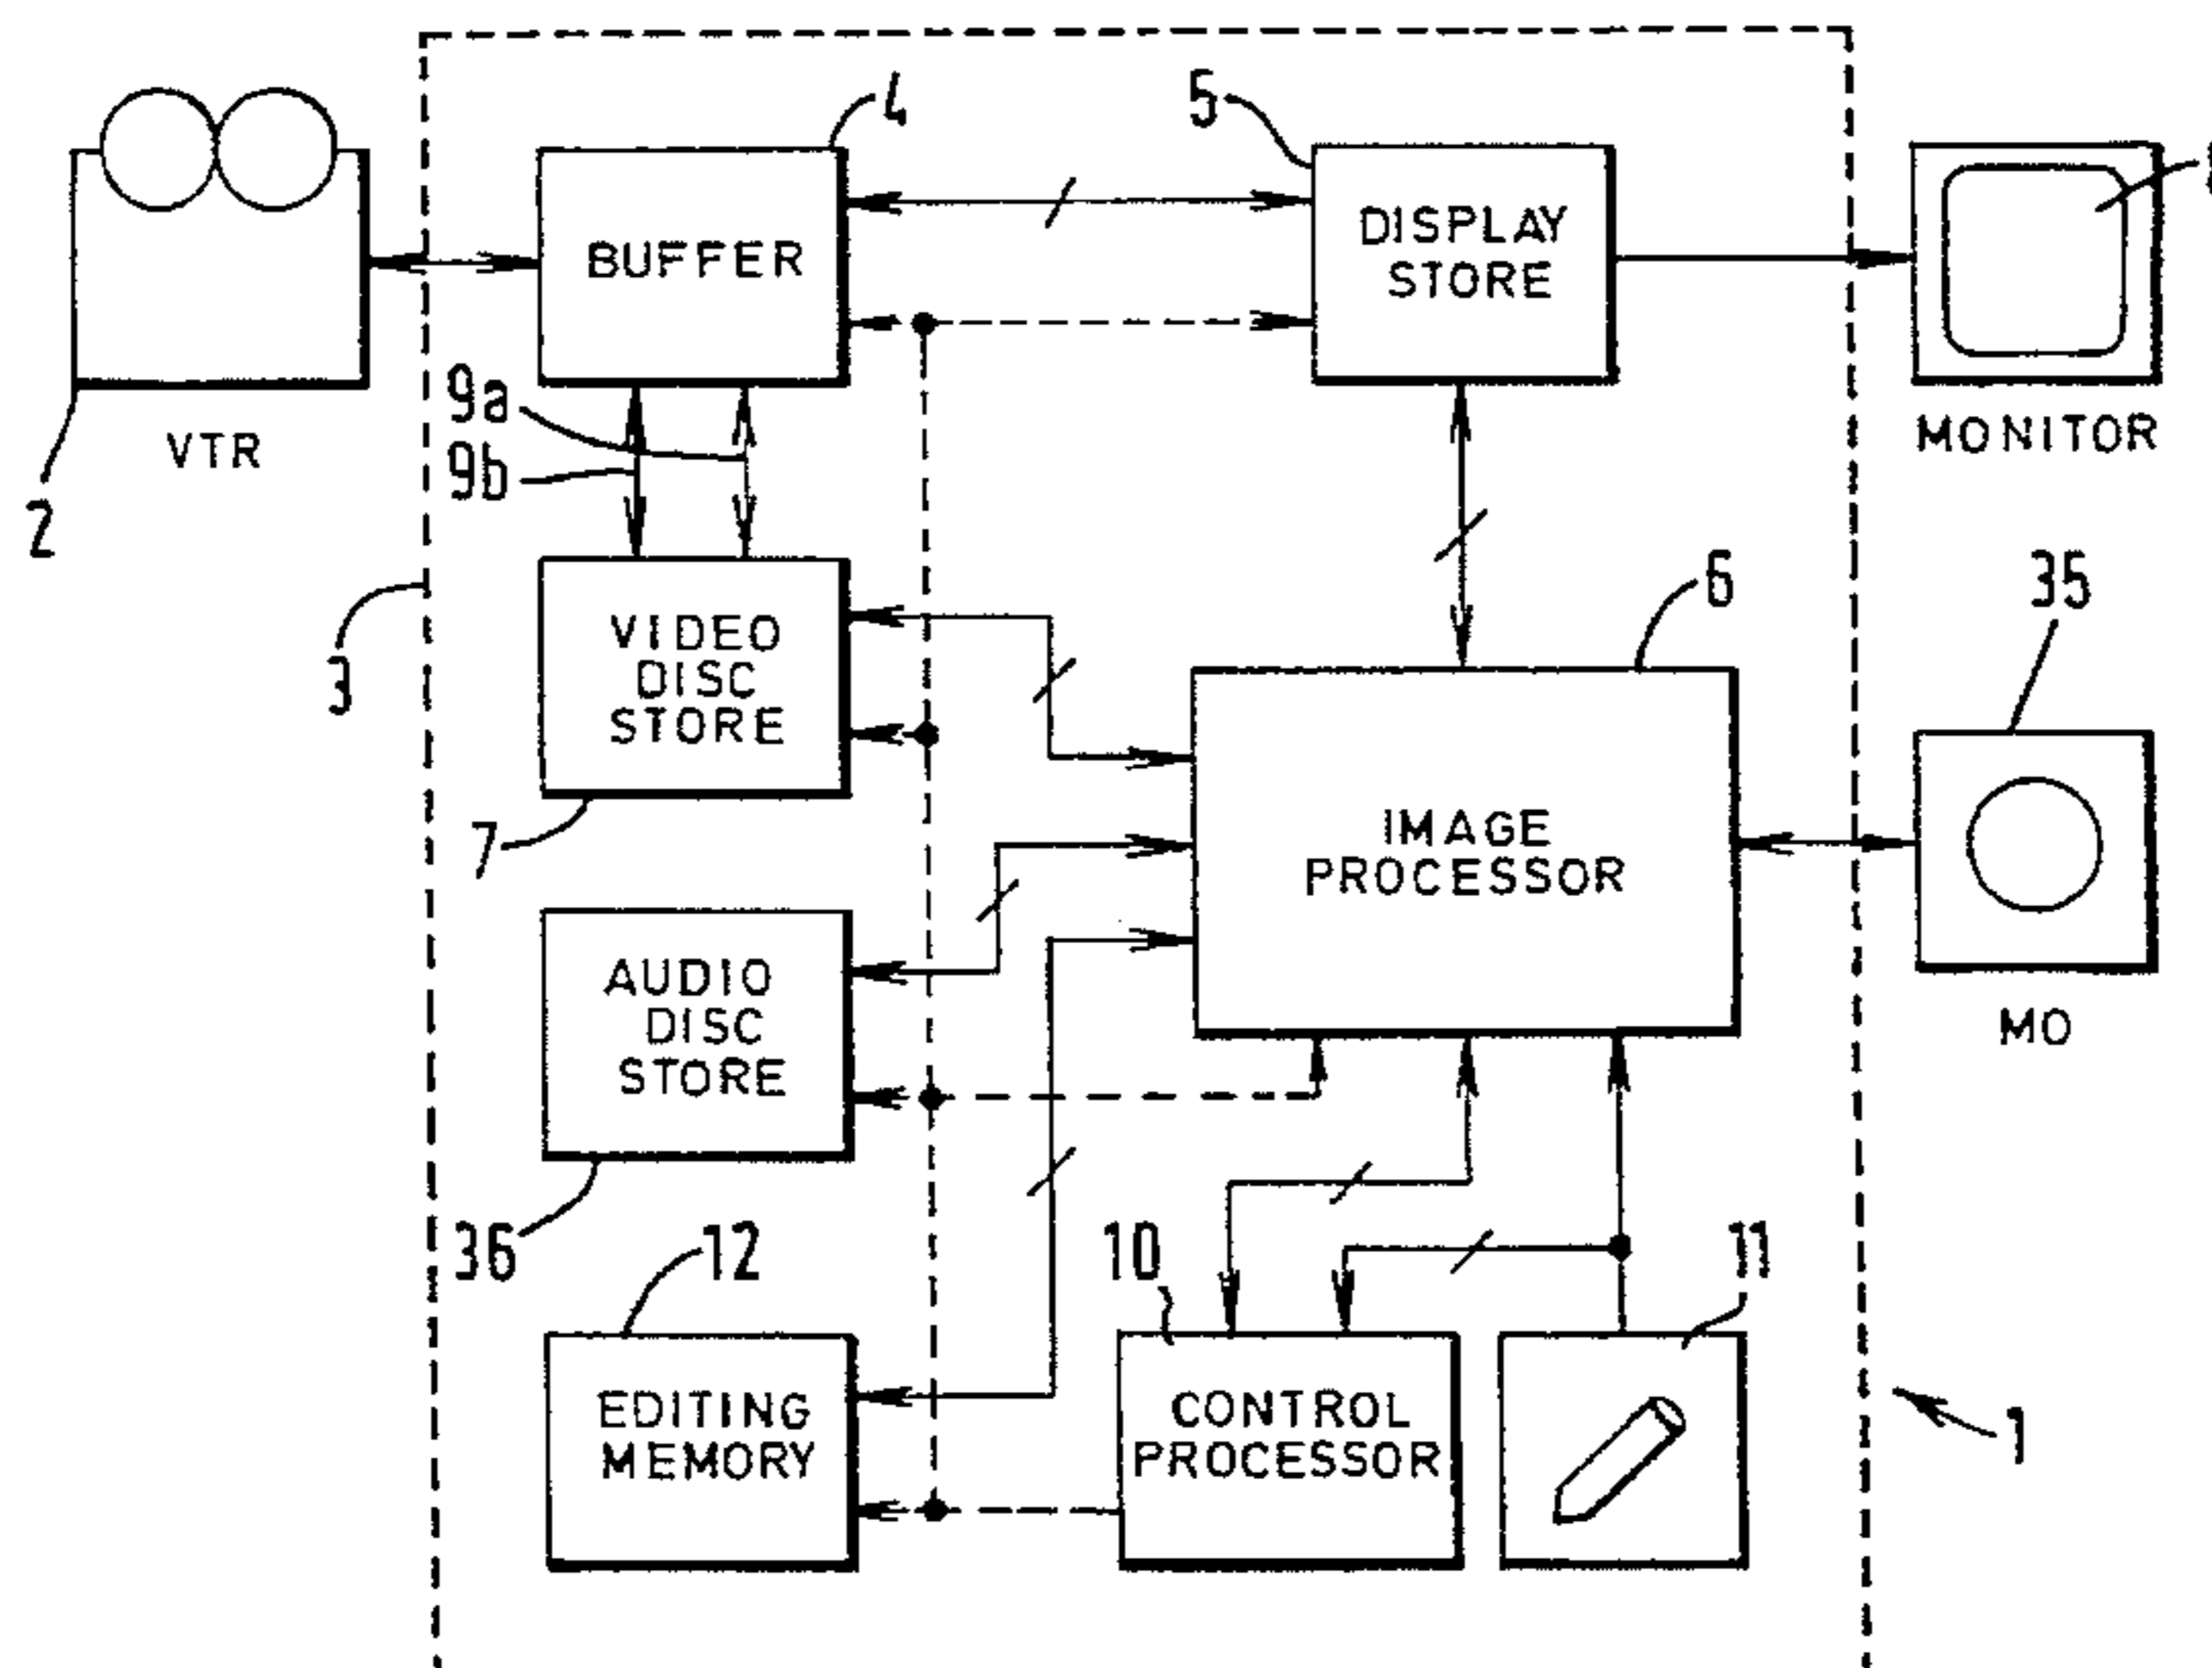 4
5
BUFFER
DISPLAY
STORE
9a
9b
VTR
MONITOR
2
3
VIDEO
DISC
STORE
6
35
7
IMAGE
PROCESSOR
AUDIO
DISC
STORE
MO
36
12
10
11
EDITING
MEMORY
CONTROL
PROCESSOR
1